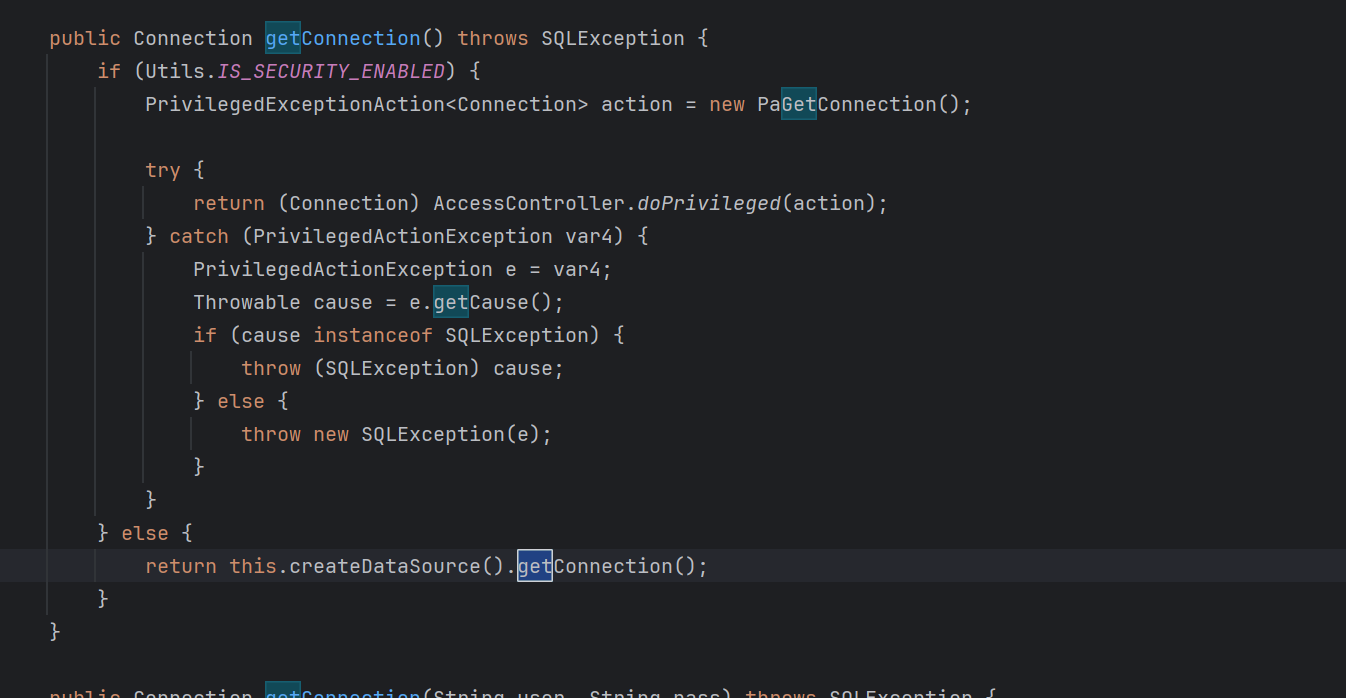 public Connection getConnection() throws SQLException {
if (Utils.IS_SECURITY_ENABLED) {
PrivilegedExceptionAction<Connection> action = new PaGetConnection();
try {
return (Connection) AccessController.doPrivileged(action);
} catch (PrivilegedActionException var4) {
PrivilegedActionException e = var4;
Throwable cause = e.getCause();
if (cause instanceof SQLException) {
throw (SQLException) cause;
} else {
throw new SQLException(e);
}
}
} else {
return this.createDataSource().getConnection();
}
}
public Connection getConnection(String user, String pass) throws SQLException {